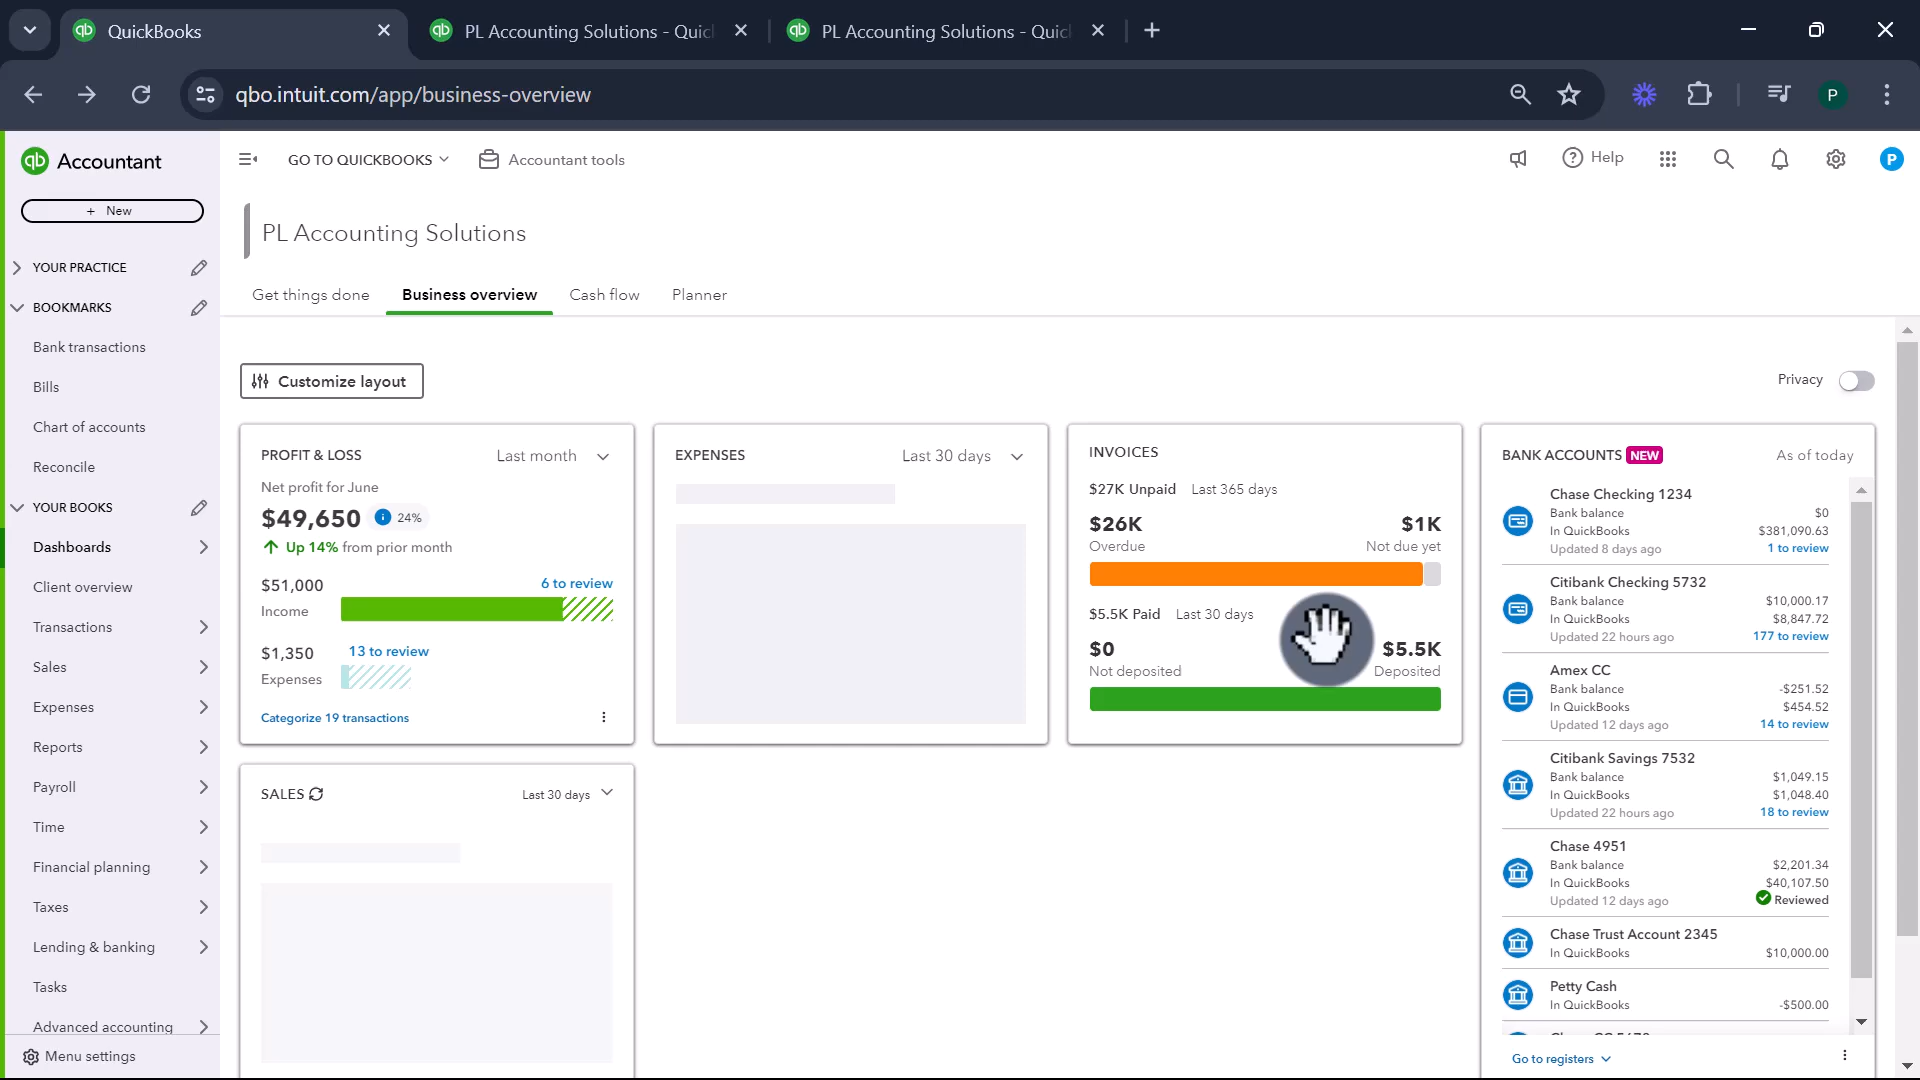 QuickBooks
PL Accounting Solutions - Quic
PL Accounting Solutions - Quic
qbo.intuit.com/app/business-overview
P
qb Accountant
GO TO QUICKBOOKS
Accountant tools
Help
P
+ New
PL Accounting Solutions
YOUR PRACTICE
BOOKMARKS
Bank transactions
Bills
Chart of accounts
Reconcile
YOUR BOOKS
Dashboards
Client overview
Transactions
Sales
Expenses
Reports
Payroll
Time
Financial planning
Taxes
Lending & banking
Tasks
Advanced accounting
Menu settings
Get things done
Business overview
Cash flow
Planner
Customize layout
Privacy
PROFIT & LOSS
Last month
Net profit for June
$49,650
24%
Up 14% from prior month
$51,000
6 to review
Income
$1,350
13 to review
Expenses
Categorize 19 transactions
EXPENSES
Last 30 days
INVOICES
$27K Unpaid Last 365 days
$26K
$1K
Overdue
Not due yet
$5.5K Paid Last 30 days
$0
$5.5K
Not deposited
Deposited
BANK ACCOUNTS NEW
As of today
Chase Checking 1234
Bank balance $0
In QuickBooks $381,090.63
Updated 8 days ago 1 to review
Citibank Checking 5732
Bank balance $10,000.17
In QuickBooks $8,847.72
Updated 22 hours ago 177 to review
Amex CC
Bank balance -$251.52
In QuickBooks $454.52
Updated 12 days ago 14 to review
Citibank Savings 7532
Bank balance $1,049.15
In QuickBooks $1,048.40
Updated 22 hours ago 18 to review
Chase 4951
Bank balance $2,201.34
In QuickBooks $40,107.50
Updated 12 days ago Reviewed
Chase Trust Account 2345
In QuickBooks $10,000.00
Petty Cash
In QuickBooks -$500.00
Go to registers
SALES
Last 30 days